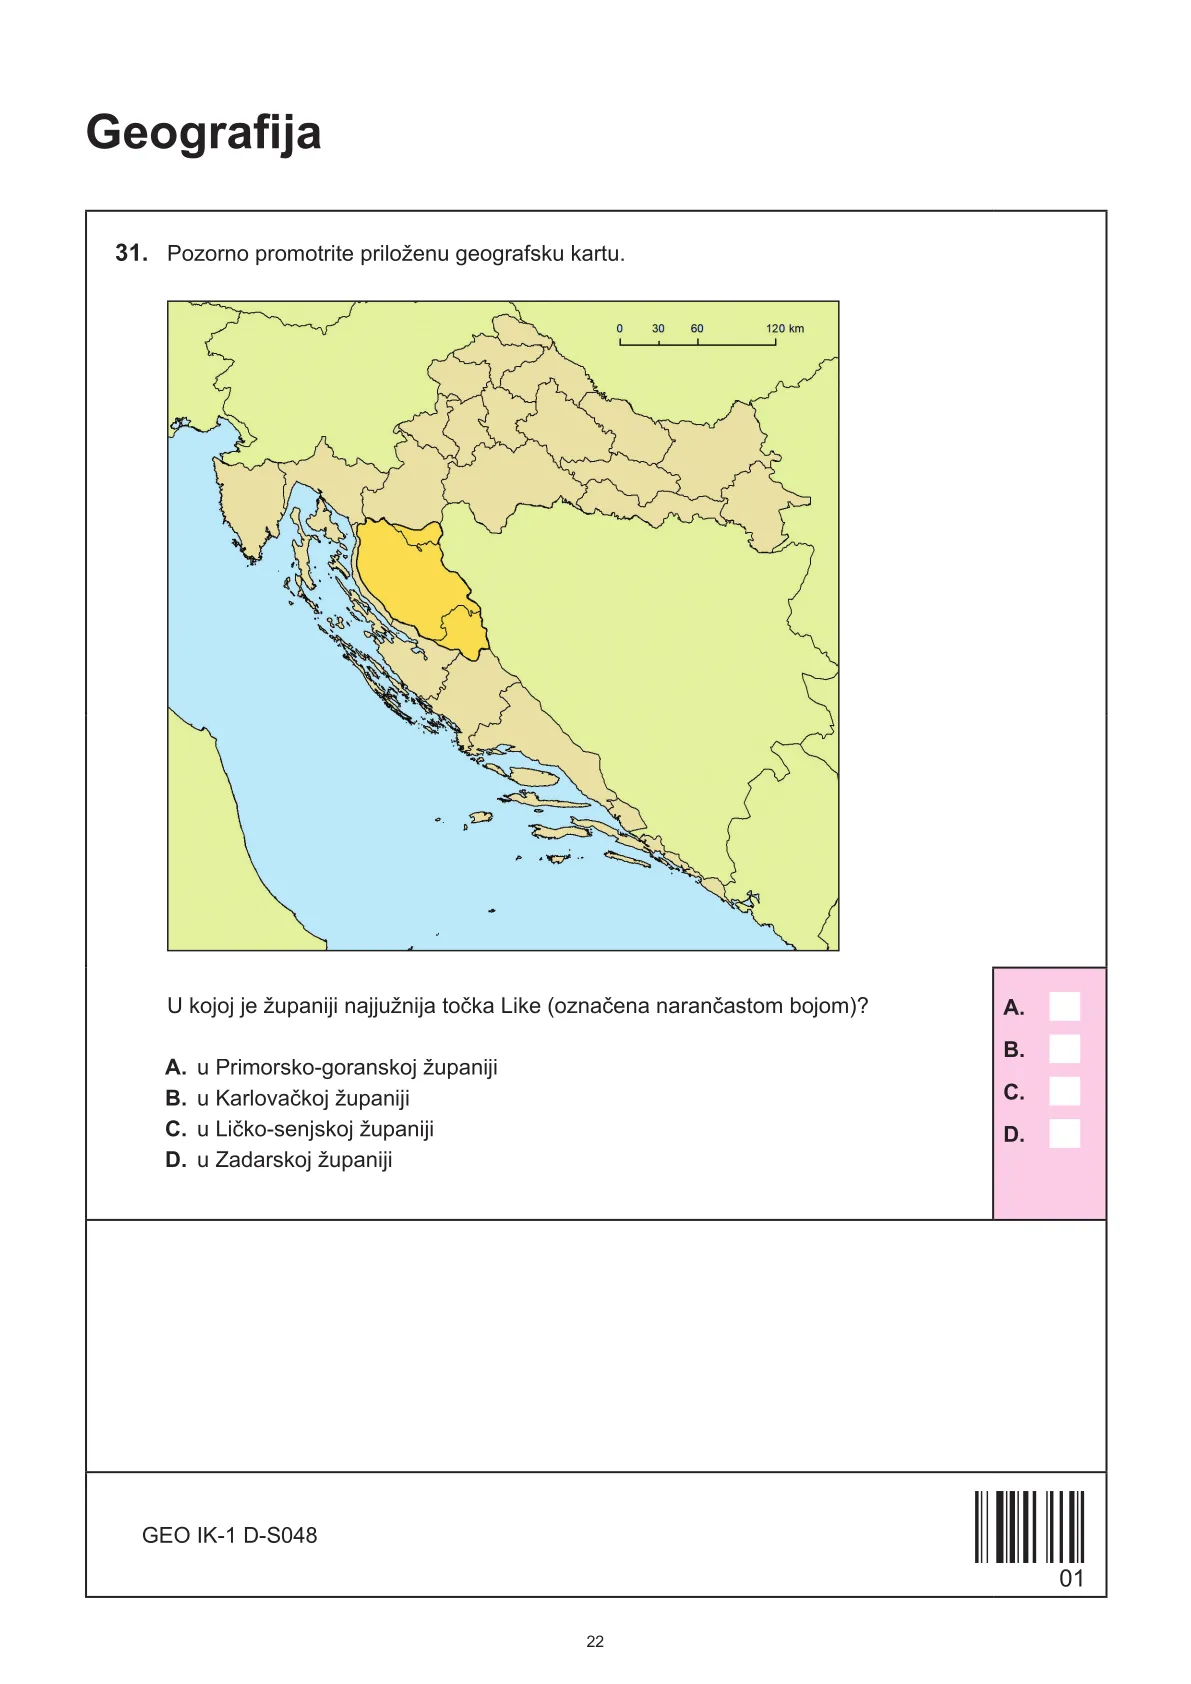 Geografija
31. Pozorno promotrite priloženu geografsku kartu.
0 30 60 120 km
U kojoj je županiji najjužnija točka Like (označena narančastom bojom)?
A. u Primorsko-goranskoj županiji
B. u Karlovačkoj županiji
C. u Ličko-senjskoj županiji
D. u Zadarskoj županiji
A.
B.
C.
D.
GEO IK-1 D-S048
01
22